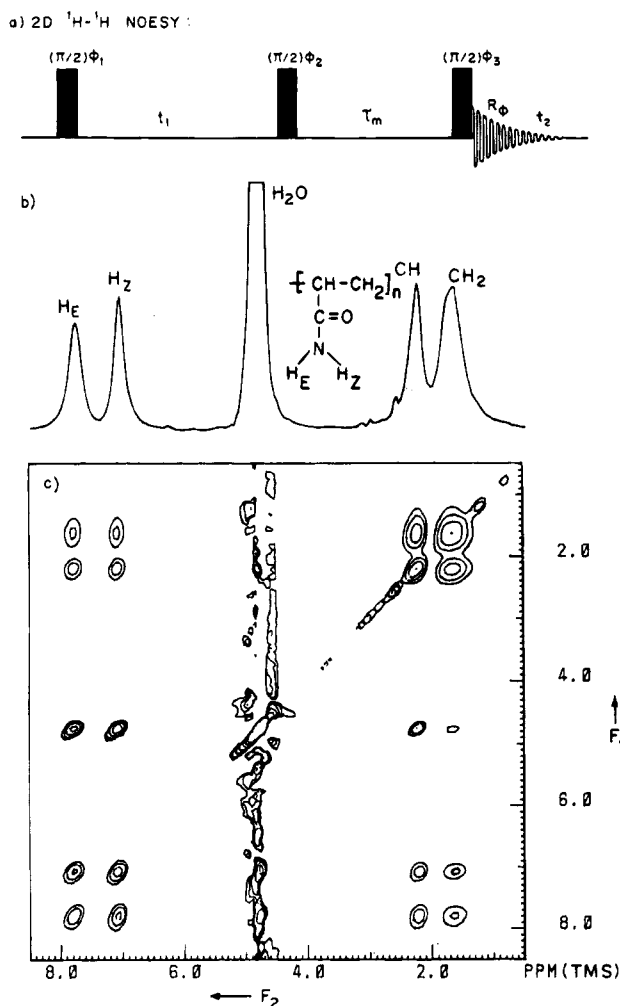 a) 2D ¹H-¹H NOESY:
(π/2)Φ₁ (π/2)Φ₂ (π/2)Φ₃
t₁ τm RΦ t₂
b)
H₂O
HE HZ CH CH₂
[CH-CH₂]n
C=O
N
HE HZ
c)
2.0
4.0
6.0
8.0
8.0 6.0 4.0 2.0 PPM(TMS)
← F₂